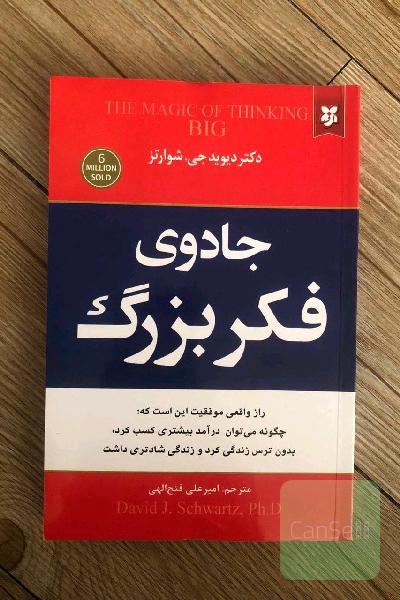 THE MAGIC OF THINKING
BIG
6
MILLION
SOLD
دکتر دیوید جی. شوارتز
جادوی
فکر بزرگ
راز واقعی موفقیت این است که:
چگونه می‌توان درآمد بیشتری کسب کرد،
بدون ترس زندگی کرد و زندگی شادتری داشت
مترجم: امیرعلی فتح‌الهی
David J. Schwartz, Ph.D
CanSell